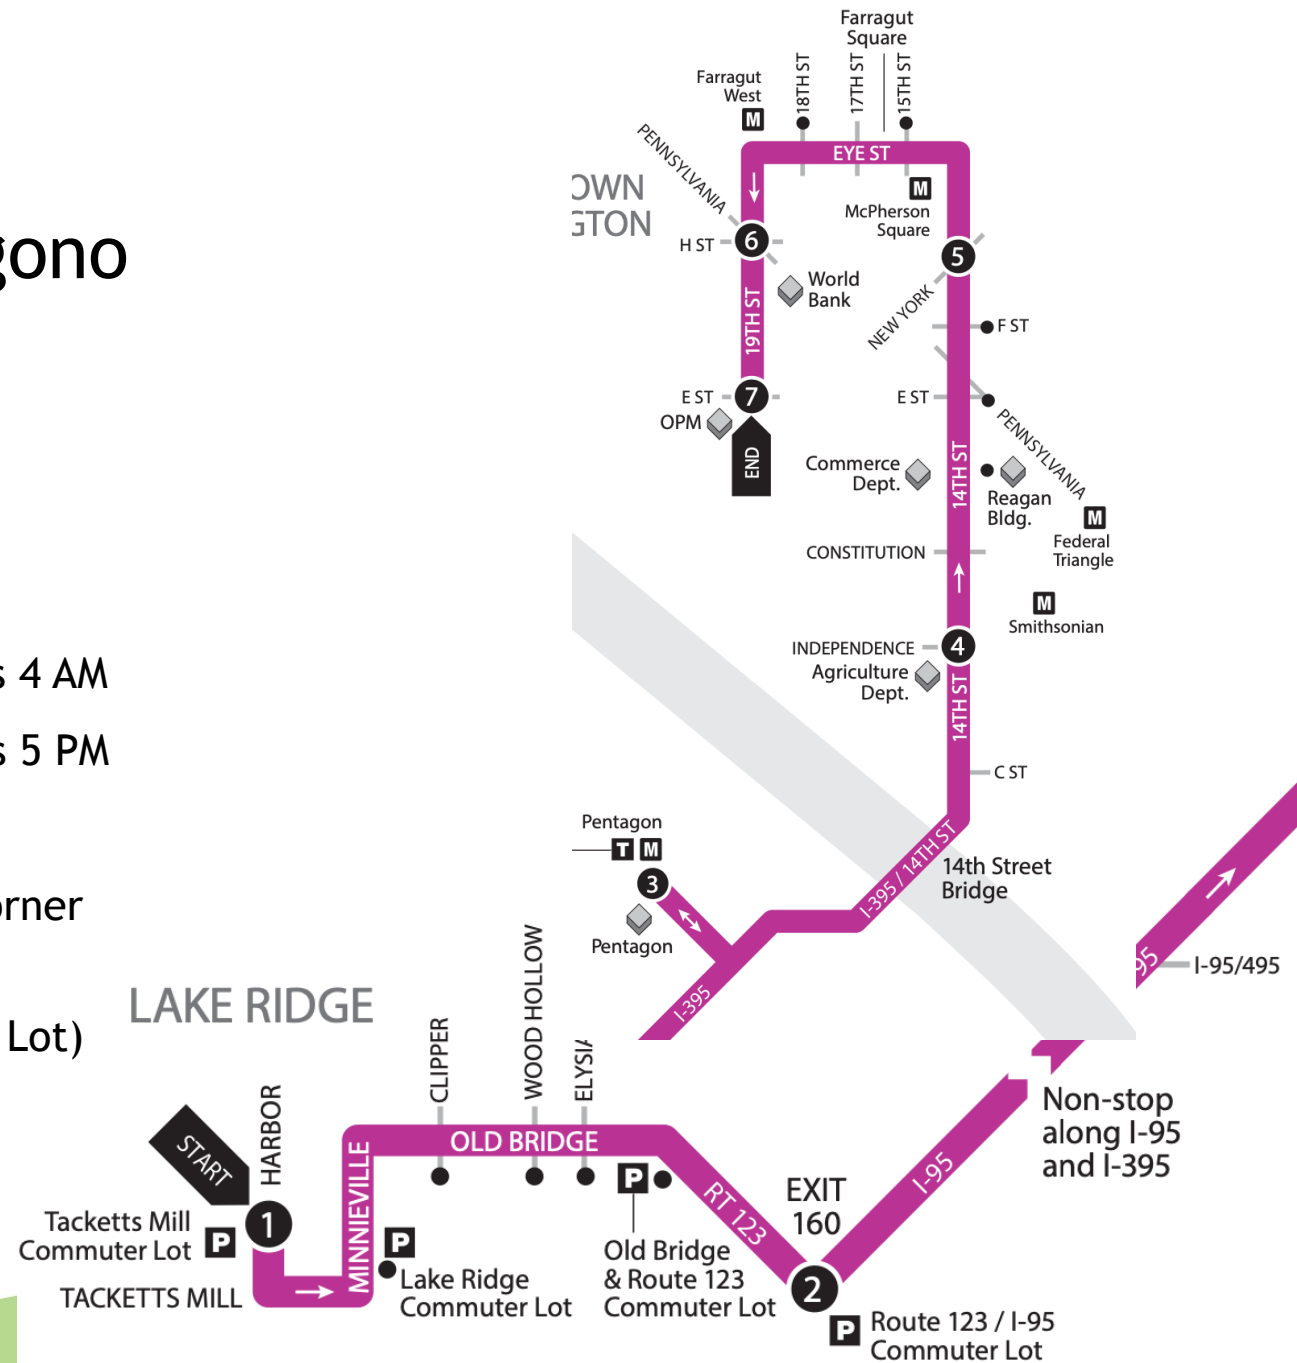 Farragut
Square
18TH ST
17TH ST
15TH ST
Farragut
West
M
EYE ST
PENNSYLVANIA
OWN
GTON
M
McPherson
Square
gono
H ST
6
5
World
Bank
19TH ST
NEW YORK
F ST
E ST
7
E ST
OPM
PENNSYLVANIA
END
Commerce
Dept.
14TH ST
Reagan
Bldg.
M
Federal
Triangle
CONSTITUTION
M
Smithsonian
INDEPENDENCE
4
Agriculture
Dept.
s 4 AM
14TH ST
s 5 PM
C ST
Pentagon
T M
3
I-395 / 14TH ST
14th Street
Bridge
orner
Pentagon
95
I-95/495
I-395
LAKE RIDGE
Lot)
CLIPPER
WOOD HOLLOW
ELYSIA
HARBOR
START
MINNIEVILLE
OLD BRIDGE
Non-stop
along I-95
and I-395
P
RT 123
EXIT
160
I-95
Tacketts Mill
Commuter Lot
P
1
P
Lake Ridge
Commuter Lot
Old Bridge
& Route 123
Commuter Lot
2
TACKETTS MILL
P
Route 123 / I-95
Commuter Lot